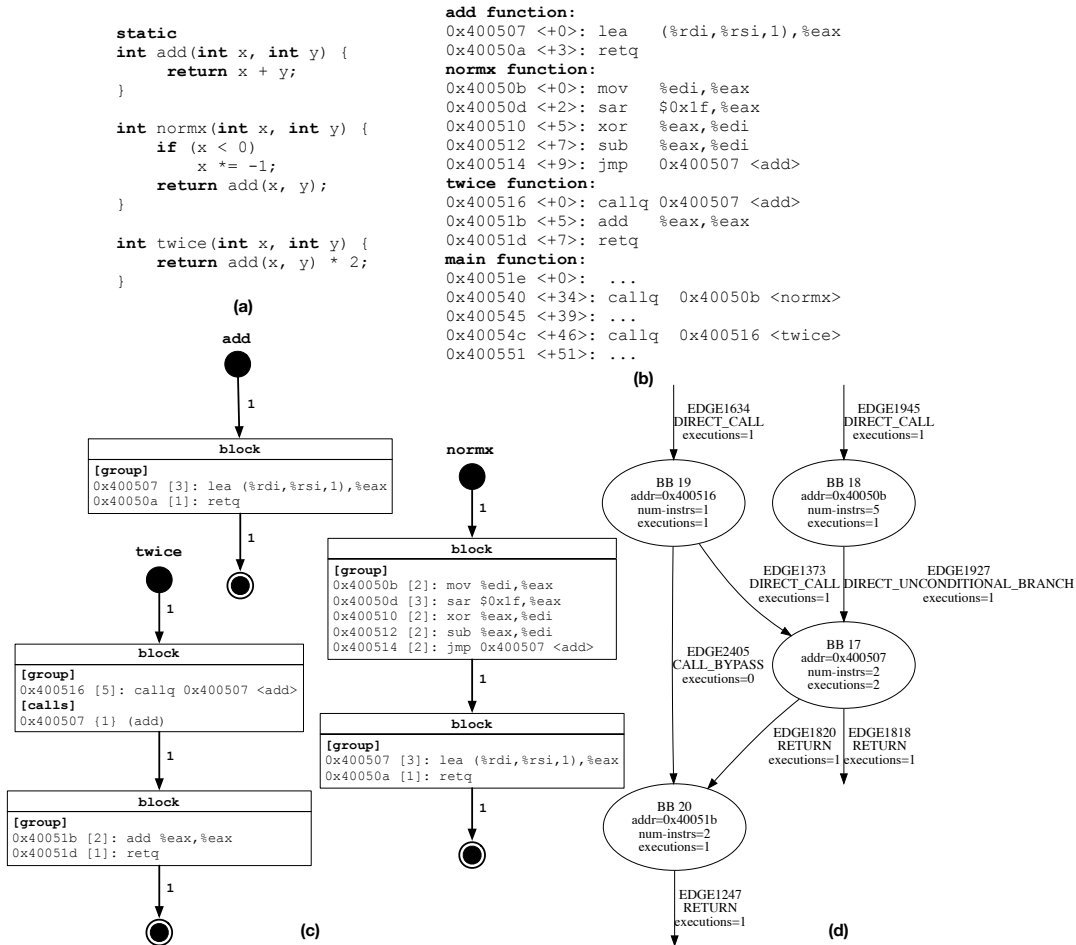 static
int add(int x, int y) {
return x + y;
}
int normx(int x, int y) {
if (x < 0)
x *= -1;
return add(x, y);
}
int twice(int x, int y) {
return add(x, y) * 2;
}
(a)
add function:
0x400507 <+0>: lea (%rdi,%rsi,1),%eax
0x40050a <+3>: retq
normx function:
0x40050b <+0>: mov %edi,%eax
0x40050d <+2>: sar $0x1f,%eax
0x400510 <+5>: xor %eax,%edi
0x400512 <+7>: sub %eax,%edi
0x400514 <+9>: jmp 0x400507 <add>
twice function:
0x400516 <+0>: callq 0x400507 <add>
0x40051b <+5>: add %eax,%eax
0x40051d <+7>: retq
main function:
0x40051e <+0>: ...
0x400540 <+34>: callq 0x40050b <normx>
0x400545 <+39>: ...
0x40054c <+46>: callq 0x400516 <twice>
0x400551 <+51>: ...
(b)
add
1
block
[group]
0x400507 [3]: lea (%rdi,%rsi,1),%eax
0x40050a [1]: retq
1
twice
1
block
[group]
0x400516 [5]: callq 0x400507 <add>
[calls]
0x400507 {1} (add)
1
block
[group]
0x40051b [2]: add %eax,%eax
0x40051d [1]: retq
1
normx
1
block
[group]
0x40050b [2]: mov %edi,%eax
0x40050d [3]: sar $0x1f,%eax
0x400510 [2]: xor %eax,%edi
0x400512 [2]: sub %eax,%edi
0x400514 [2]: jmp 0x400507 <add>
1
block
[group]
0x400507 [3]: lea (%rdi,%rsi,1),%eax
0x40050a [1]: retq
1
(c)
EDGE1634
DIRECT_CALL
executions=1
EDGE1945
DIRECT_CALL
executions=1
BB 19
addr=0x400516
num-instrs=1
executions=1
BB 18
addr=0x40050b
num-instrs=5
executions=1
EDGE1373
DIRECT_CALL
executions=1
EDGE1927
DIRECT_UNCONDITIONAL_BRANCH
executions=1
EDGE2405
CALL_BYPASS
executions=0
BB 17
addr=0x400507
num-instrs=2
executions=2
EDGE1820
RETURN
executions=1
EDGE1818
RETURN
executions=1
BB 20
addr=0x40051b
num-instrs=2
executions=1
EDGE1247
RETURN
executions=1
(d)